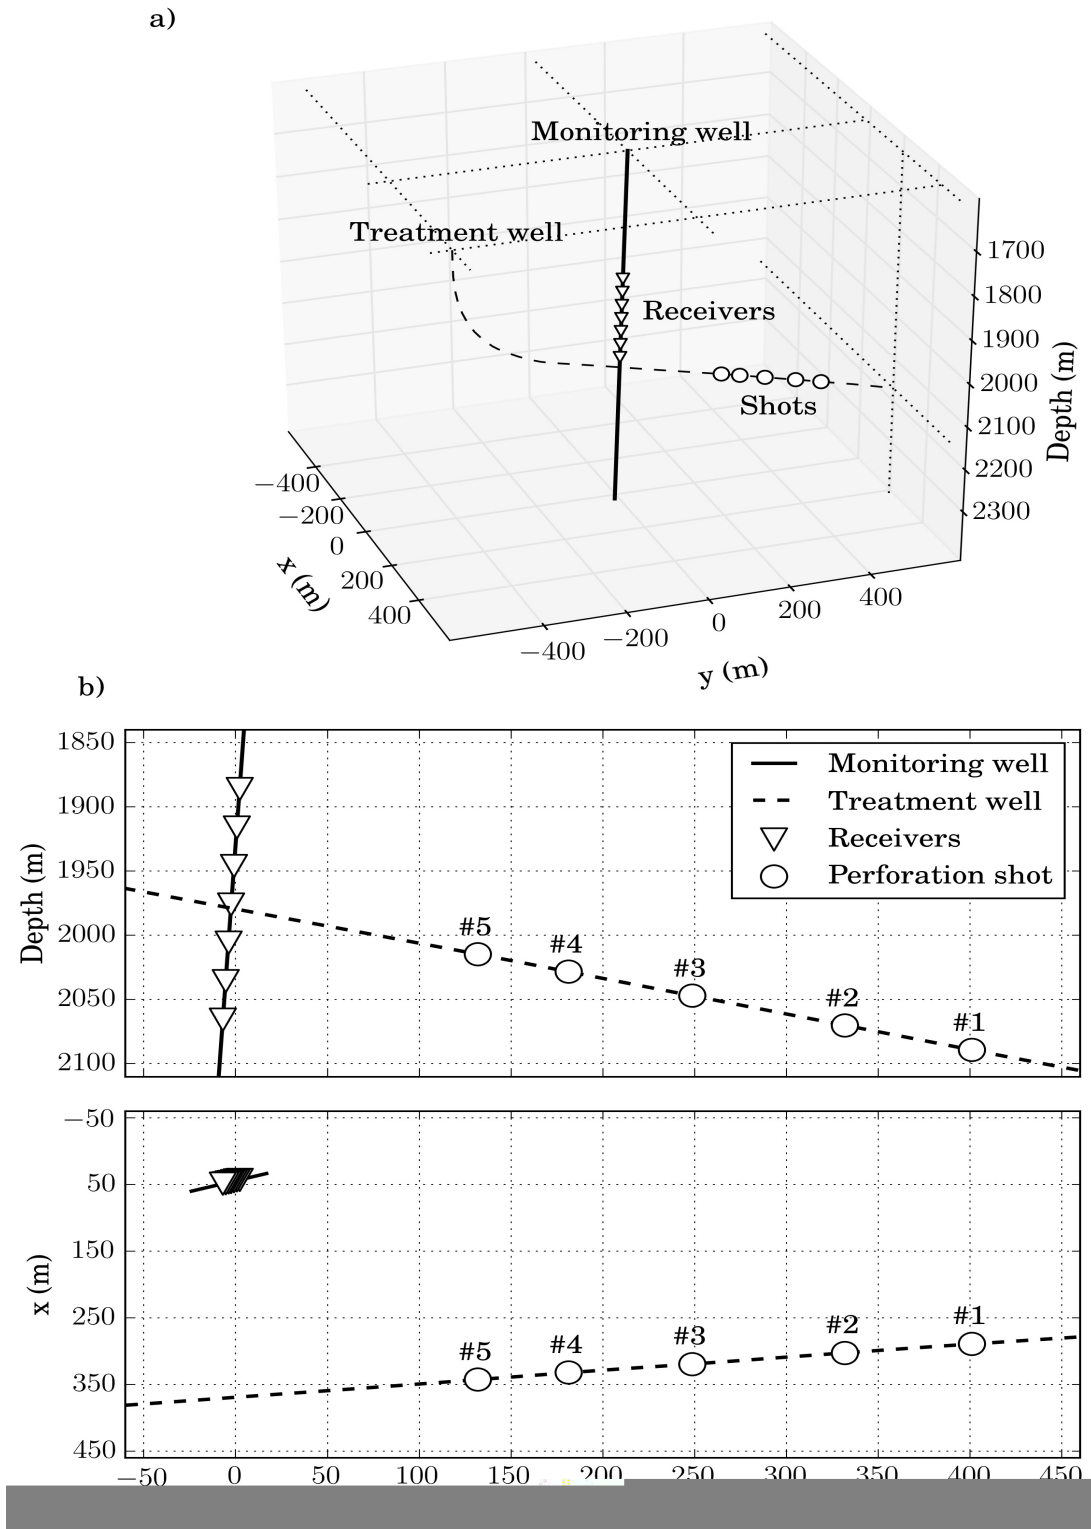 a)
Monitoring well
Treatment well
Receivers
Shots
1700
1800
1900
2000
2100
2200
2300
Depth (m)
−400
−200
0
200
400
x (m)
−400
−200
0
200
400
y (m)
b)
1850
1900
1950
2000
2050
2100
Depth (m)
Monitoring well
Treatment well
Receivers
Perforation shot
#5
#4
#3
#2
#1
−50
50
150
250
350
450
x (m)
#5
#4
#3
#2
#1
−50 0 50 100 150 200 250 300 350 400 450